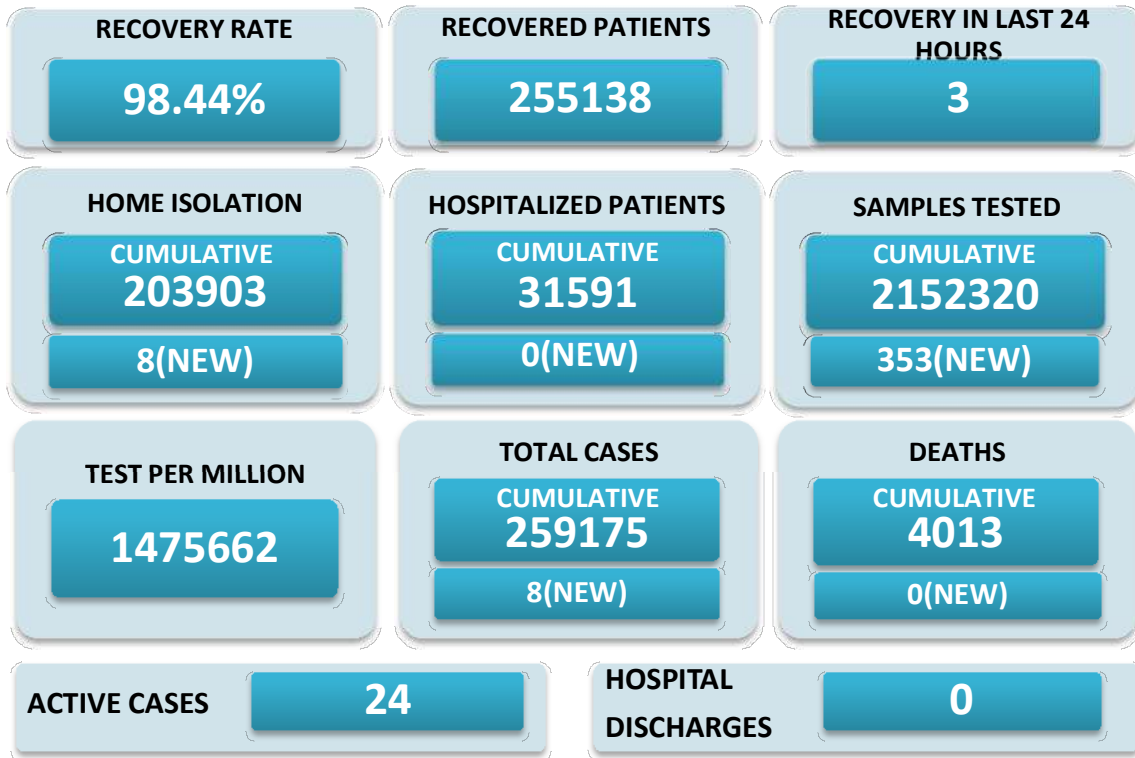 RECOVERY RATE
98.44%
RECOVERED PATIENTS
255138
RECOVERY IN LAST 24
HOURS
3
HOME ISOLATION
CUMULATIVE
203903
8(NEW)
HOSPITALIZED PATIENTS
CUMULATIVE
31591
0(NEW)
SAMPLES TESTED
CUMULATIVE
2152320
353(NEW)
TEST PER MILLION
1475662
TOTAL CASES
CUMULATIVE
259175
8(NEW)
DEATHS
CUMULATIVE
4013
0(NEW)
ACTIVE CASES
24
HOSPITAL
DISCHARGES
0